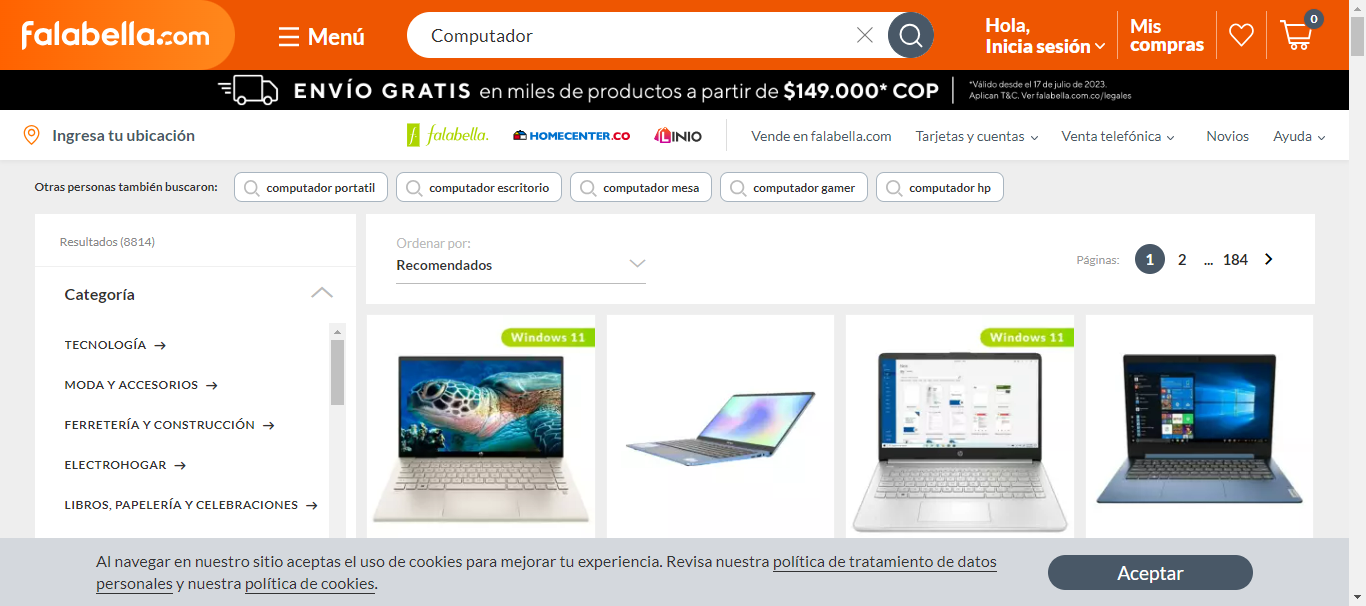 falabella.com
Menú
Computador
Hola,
Inicia sesión
Mis
compras
0
ENVÍO GRATIS en miles de productos a partir de $149.000* COP
*Válido desde el 17 de julio de 2023.
Aplican T&C. Ver falabella.com.co/legales
Ingresa tu ubicación
falabella.
HOMECENTER.CO
LINIO
Vende en falabella.com
Tarjetas y cuentas
Venta telefónica
Novios
Ayuda
Otras personas también buscaron:
computador portatil
computador escritorio
computador mesa
computador gamer
computador hp
Resultados (8814)
Ordenar por:
Recomendados
Páginas:
1 2 ... 184
Categoría
TECNOLOGÍA
MODA Y ACCESORIOS
FERRETERÍA Y CONSTRUCCIÓN
ELECTROHOGAR
LIBROS, PAPELERÍA Y CELEBRACIONES
Windows 11
Windows 11
Al navegar en nuestro sitio aceptas el uso de cookies para mejorar tu experiencia. Revisa nuestra política de tratamiento de datos
personales y nuestra política de cookies.
Aceptar